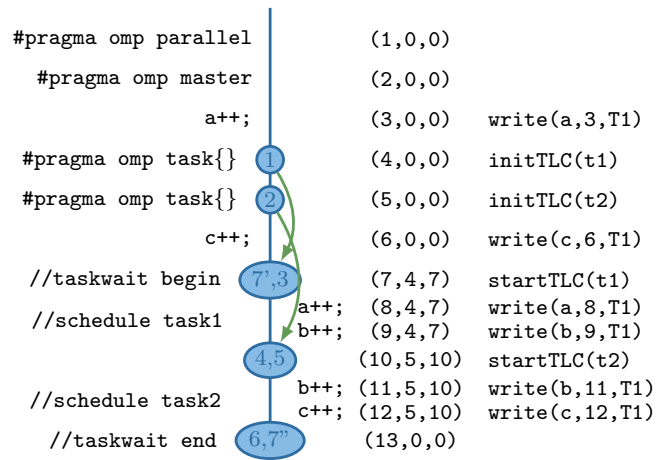 #pragma omp parallel (1,0,0)
#pragma omp master (2,0,0)
a++; (3,0,0) write(a,3,T1)
#pragma omp task{} 1 (4,0,0) initTLC(t1)
#pragma omp task{} 2 (5,0,0) initTLC(t2)
c++; (6,0,0) write(c,6,T1)
//taskwait begin 7',3 (7,4,7) startTLC(t1)
a++; (8,4,7) write(a,8,T1)
//schedule task1
b++; (9,4,7) write(b,9,T1)
4,5 (10,5,10) startTLC(t2)
b++; (11,5,10) write(b,11,T1)
//schedule task2
c++; (12,5,10) write(c,12,T1)
//taskwait end 6,7" (13,0,0)